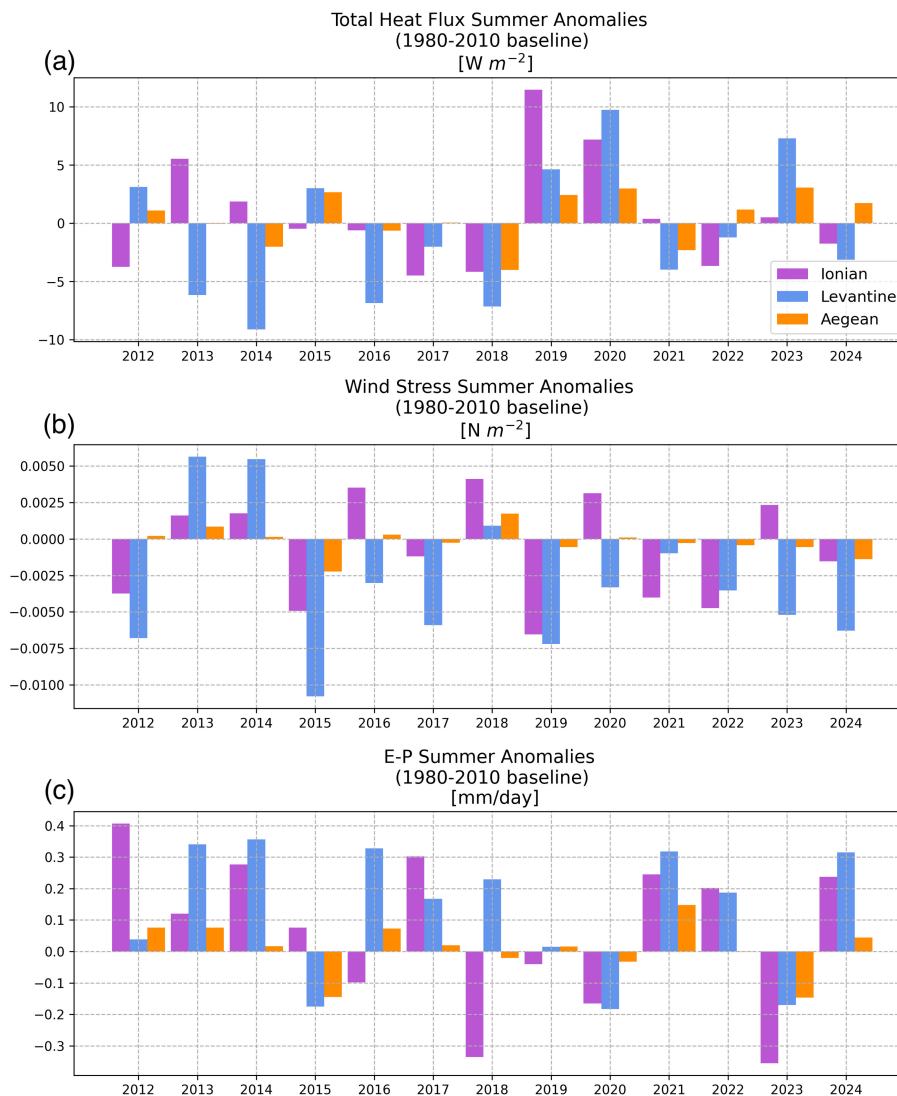 Total Heat Flux Summer Anomalies
(1980-2010 baseline)
(a)
[W m⁻²]
10
5
0
−5
−10
Ionian
Levantine
Aegean
2012 2013 2014 2015 2016 2017 2018 2019 2020 2021 2022 2023 2024
Wind Stress Summer Anomalies
(1980-2010 baseline)
(b)
[N m⁻²]
0.0050
0.0025
0.0000
−0.0025
−0.0050
−0.0075
−0.0100
2012 2013 2014 2015 2016 2017 2018 2019 2020 2021 2022 2023 2024
E-P Summer Anomalies
(1980-2010 baseline)
(c)
[mm/day]
0.4
0.3
0.2
0.1
0.0
−0.1
−0.2
−0.3
2012 2013 2014 2015 2016 2017 2018 2019 2020 2021 2022 2023 2024